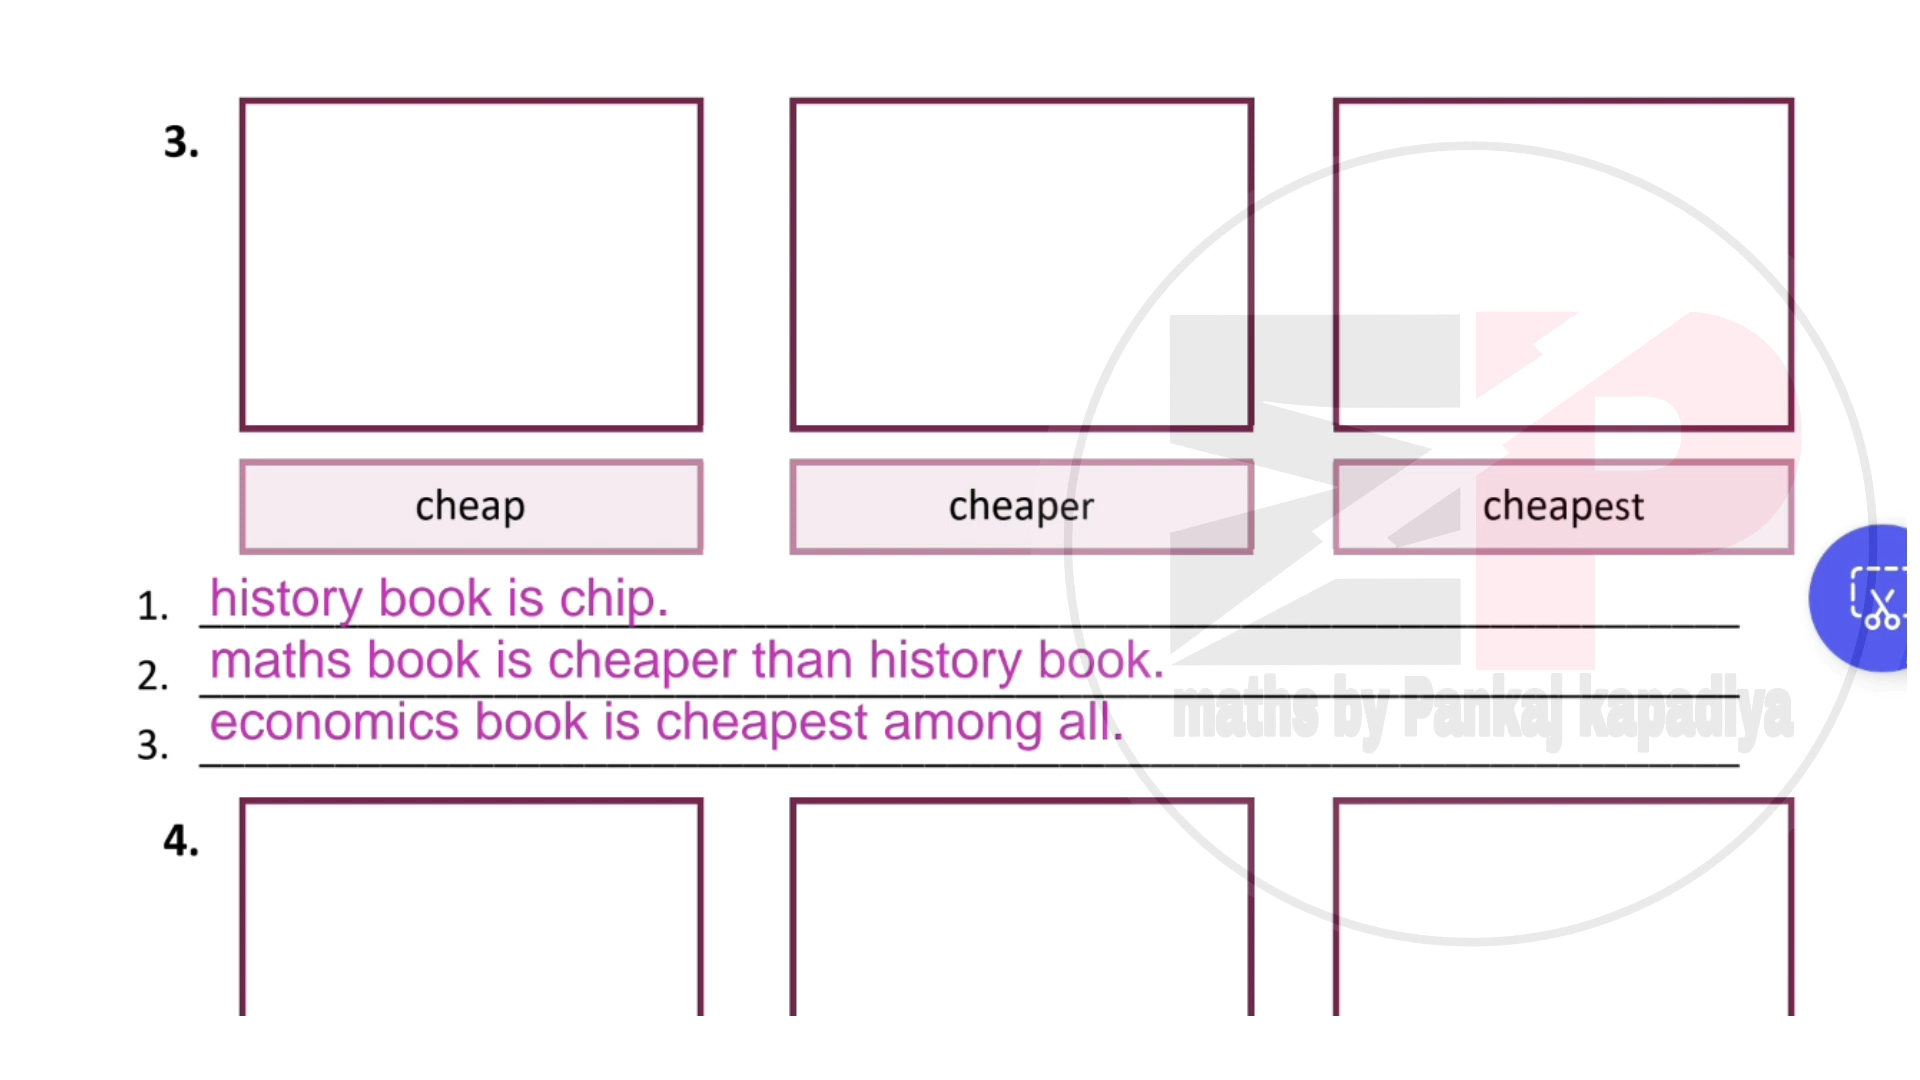 3.
cheap cheaper cheapest
1. history book is chip.
2. maths book is cheaper than history book.
3. economics book is cheapest among all.
maths by Pankaj kapadiya
4.